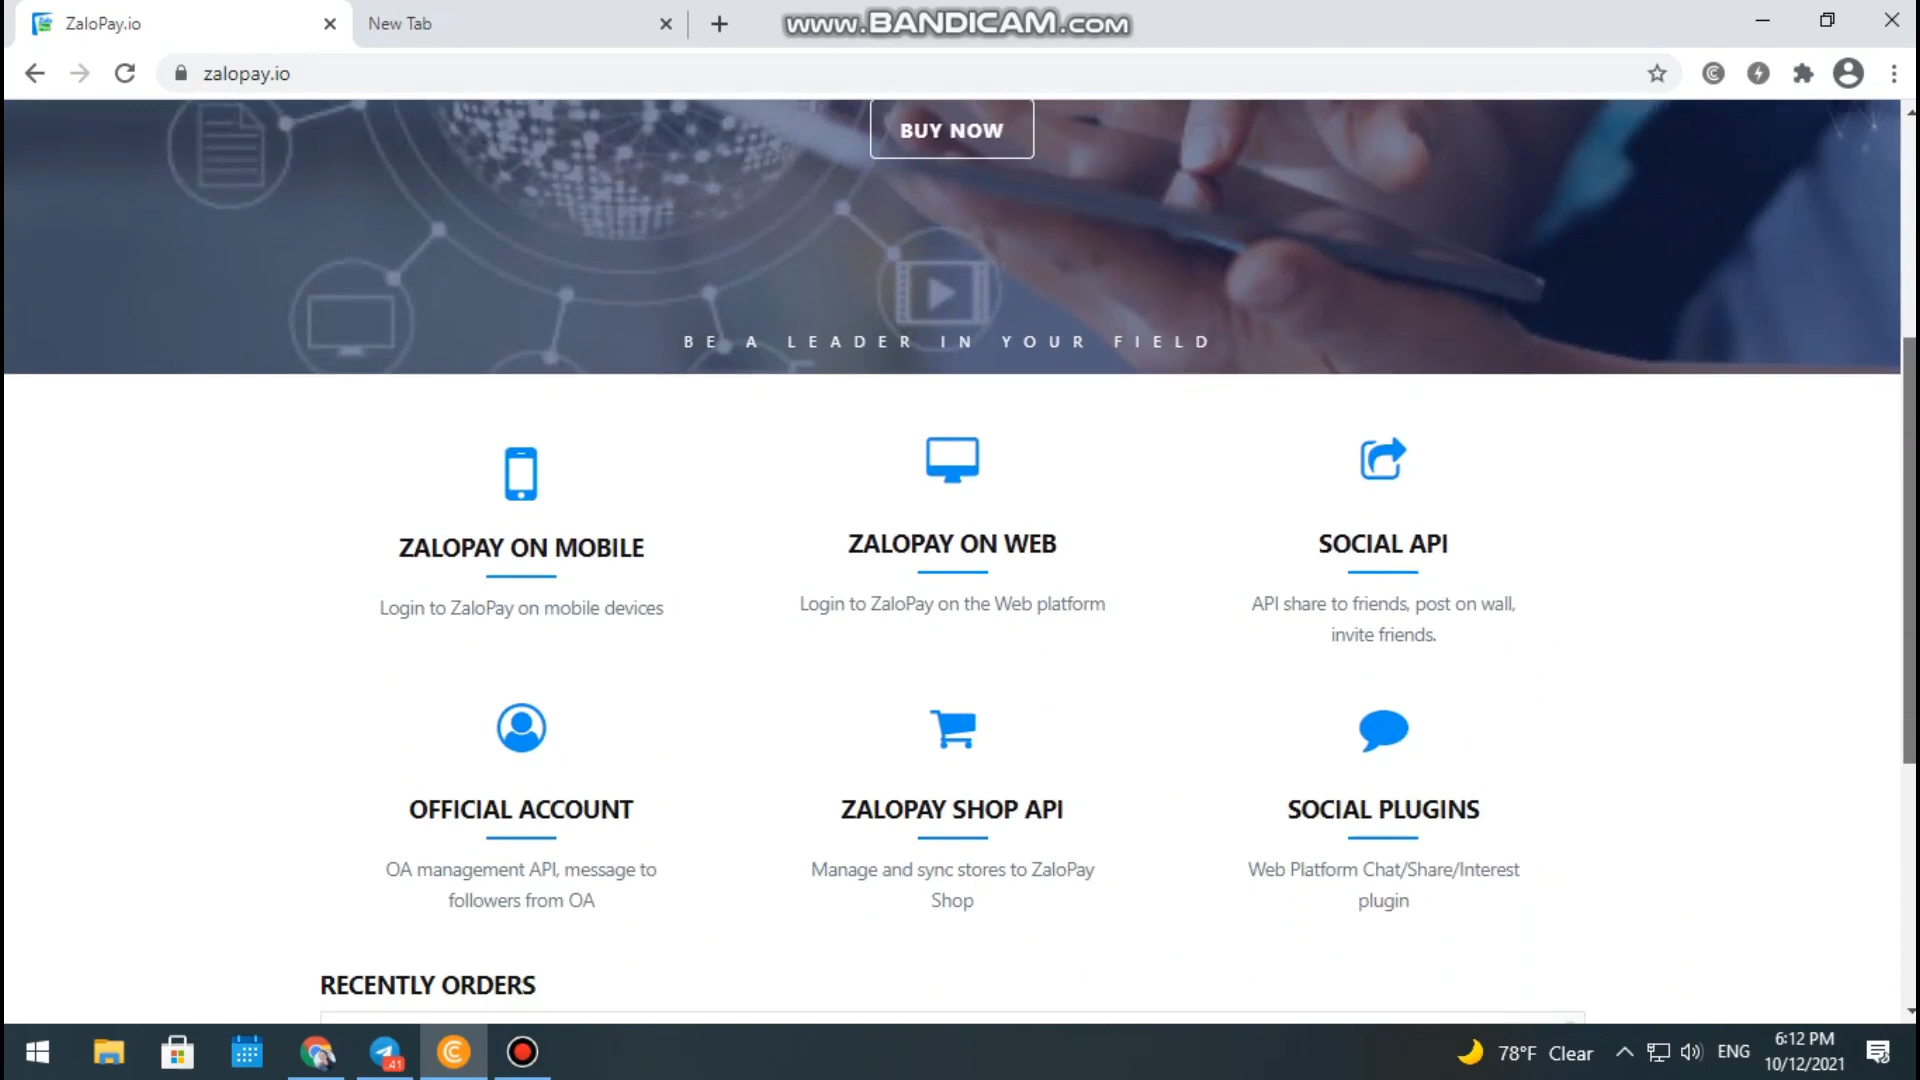 ZaloPay.io
New Tab
www.BANDICAM.com
zalopay.io
BUY NOW
BE A LEADER IN YOUR FIELD
ZALOPAY ON MOBILE
Login to ZaloPay on mobile devices
ZALOPAY ON WEB
Login to ZaloPay on the Web platform
SOCIAL API
API share to friends, post on wall,
invite friends.
OFFICIAL ACCOUNT
OA management API, message to
followers from OA
ZALOPAY SHOP API
Manage and sync stores to ZaloPay
Shop
SOCIAL PLUGINS
Web Platform Chat/Share/Interest
plugin
RECENTLY ORDERS
41
78°F Clear
ENG
6:12 PM
10/12/2021